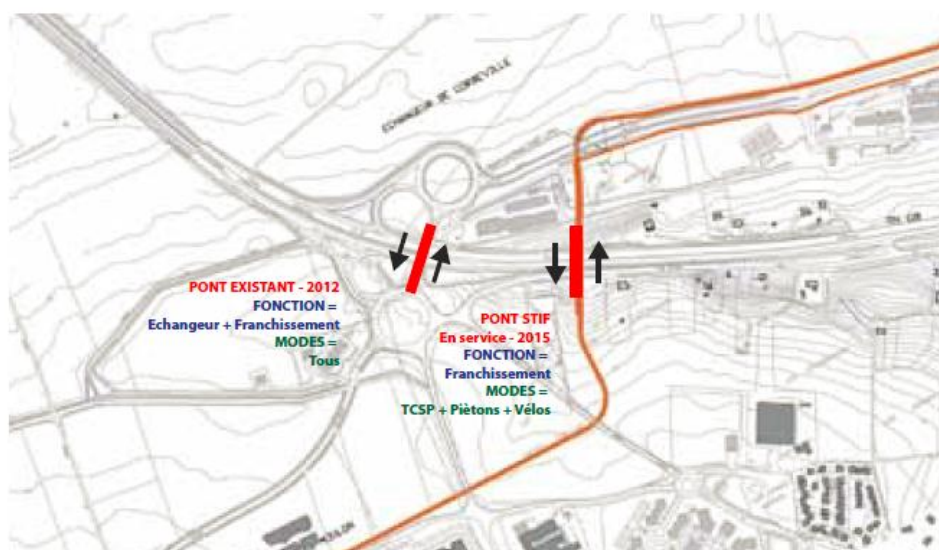 ECHANGEUR DE CORBEVILLE
PONT EXISTANT - 2012
FONCTION =
Echangeur + Franchissement
MODES =
Tous
PONT STIF
En service - 2015
FONCTION =
Franchissement
MODES =
TCSP + Piètons + Vélos